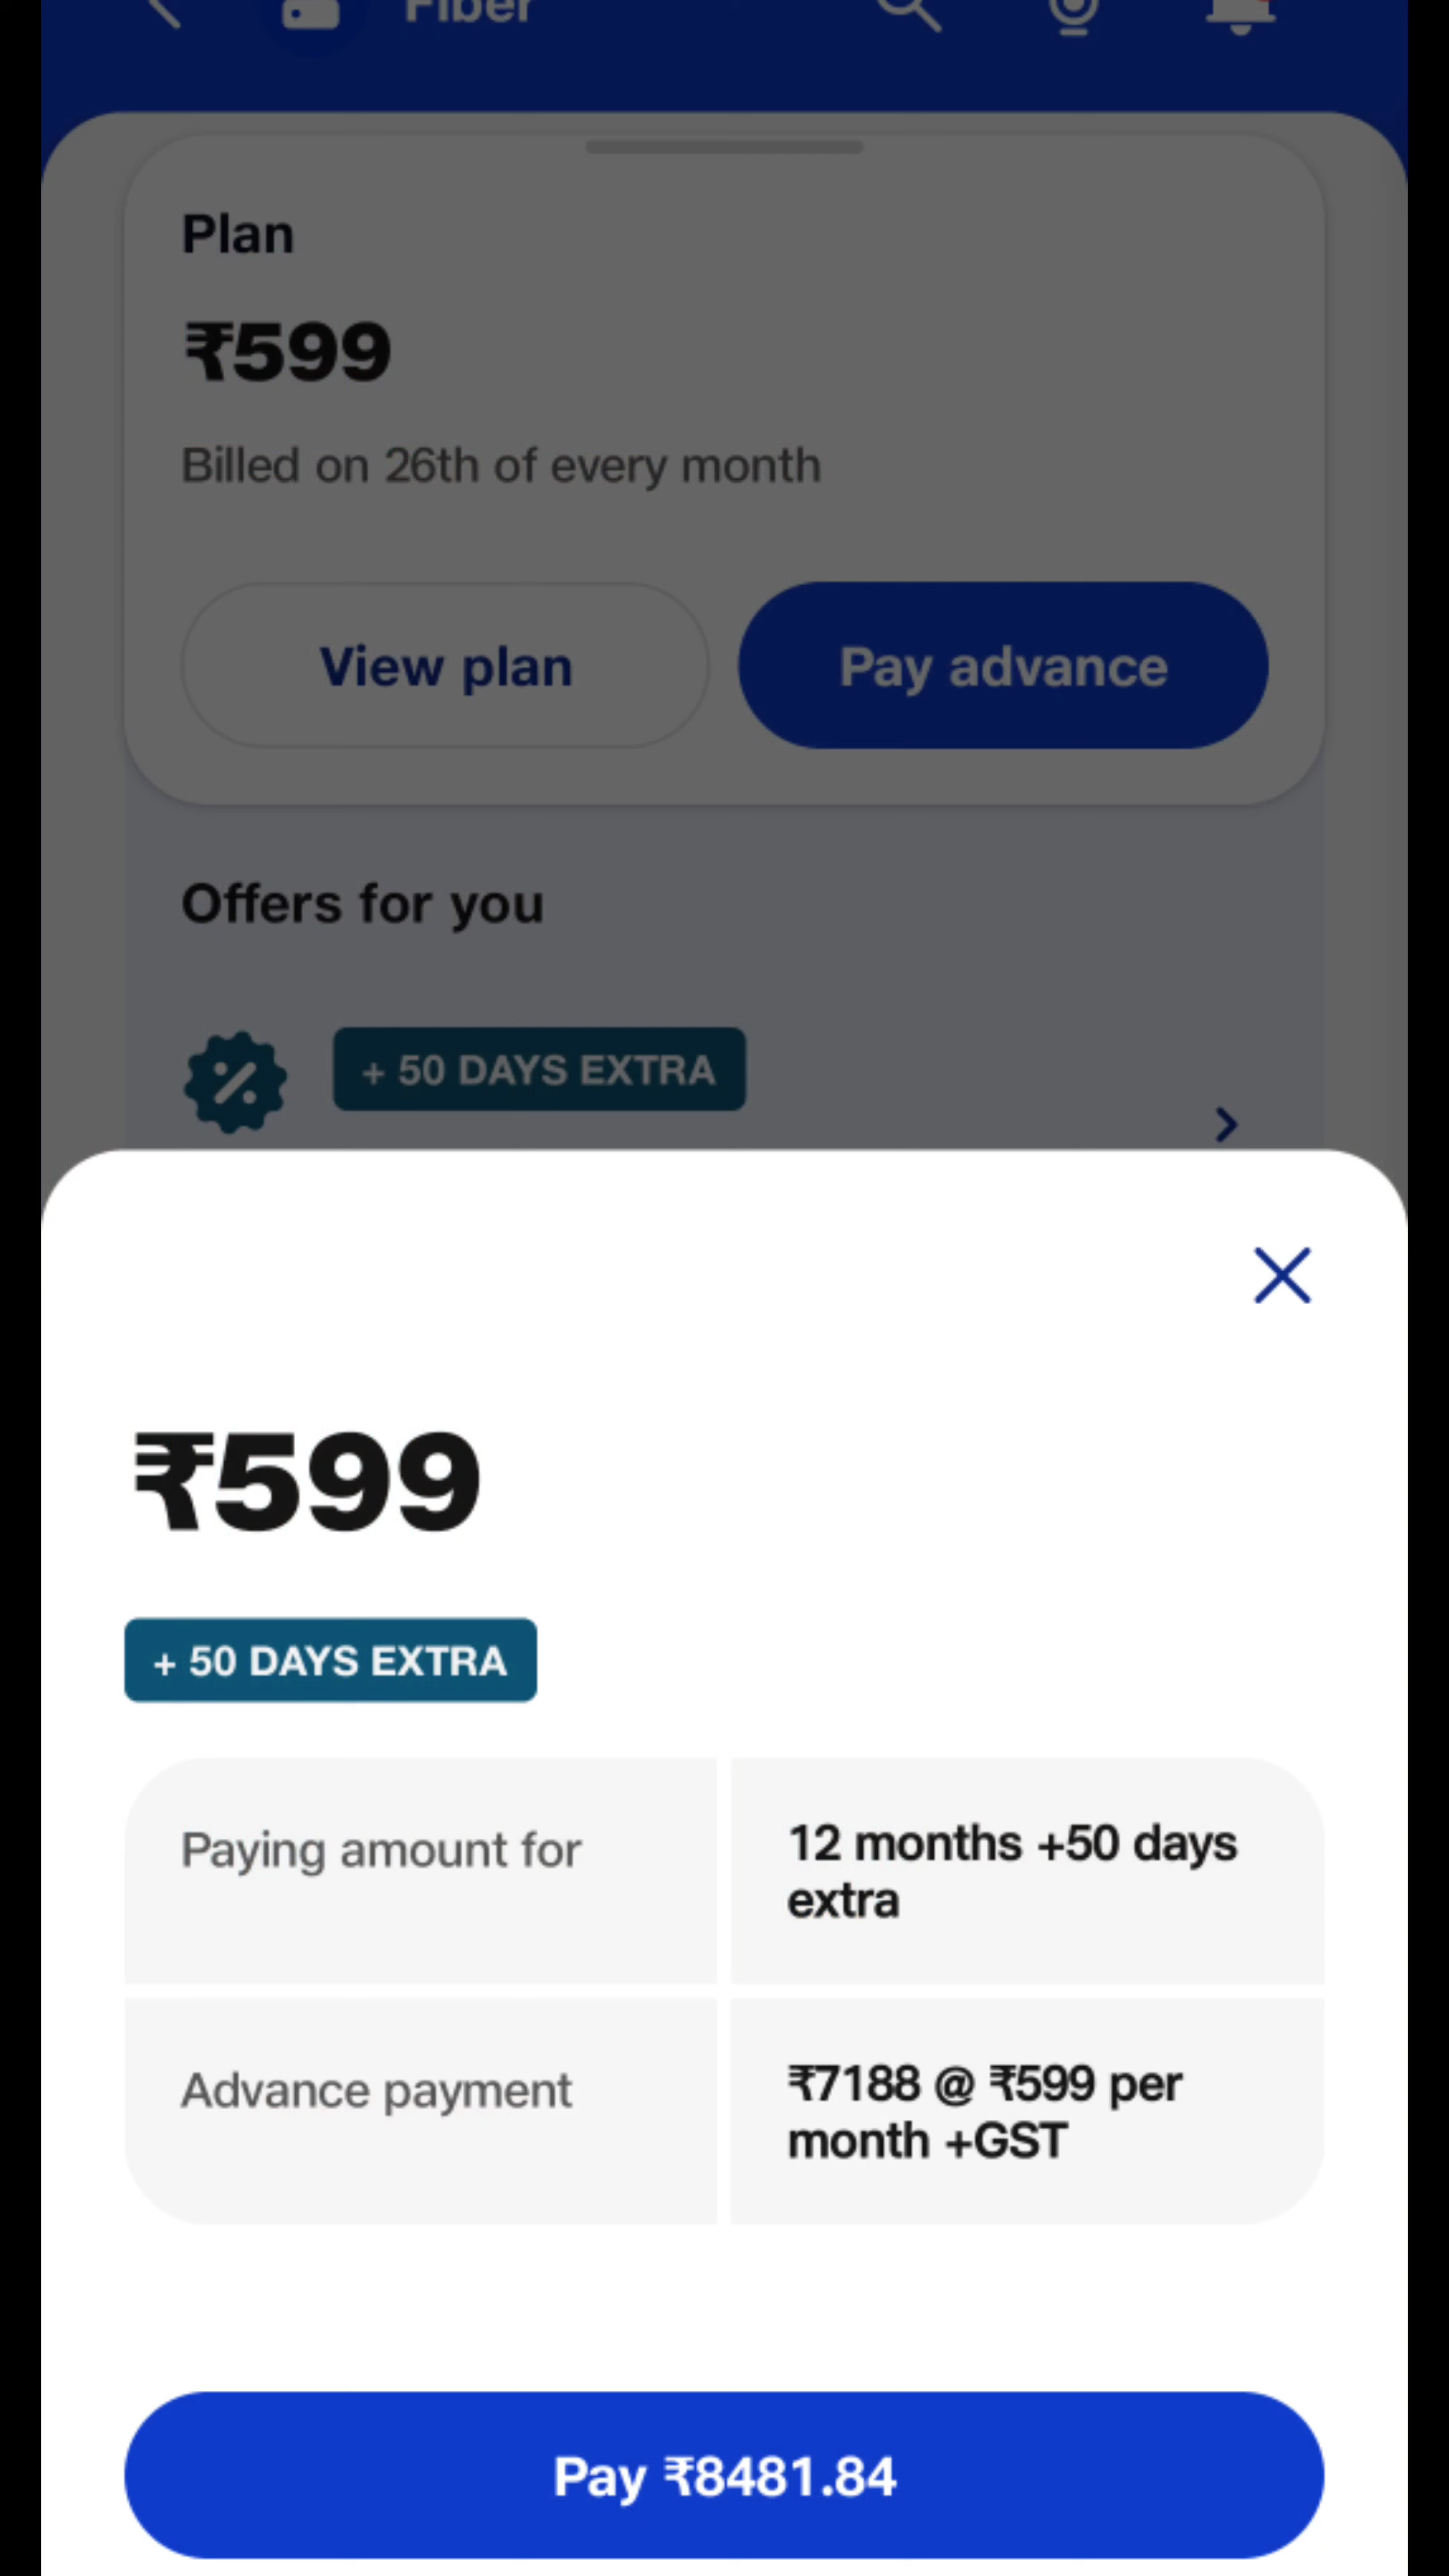 Fiber
Plan
₹599
Billed on 26th of every month
View plan
Pay advance
Offers for you
+ 50 DAYS EXTRA
₹599
+ 50 DAYS EXTRA
Paying amount for
12 months +50 days
extra
Advance payment
₹7188 @ ₹599 per
month +GST
Pay ₹8481.84